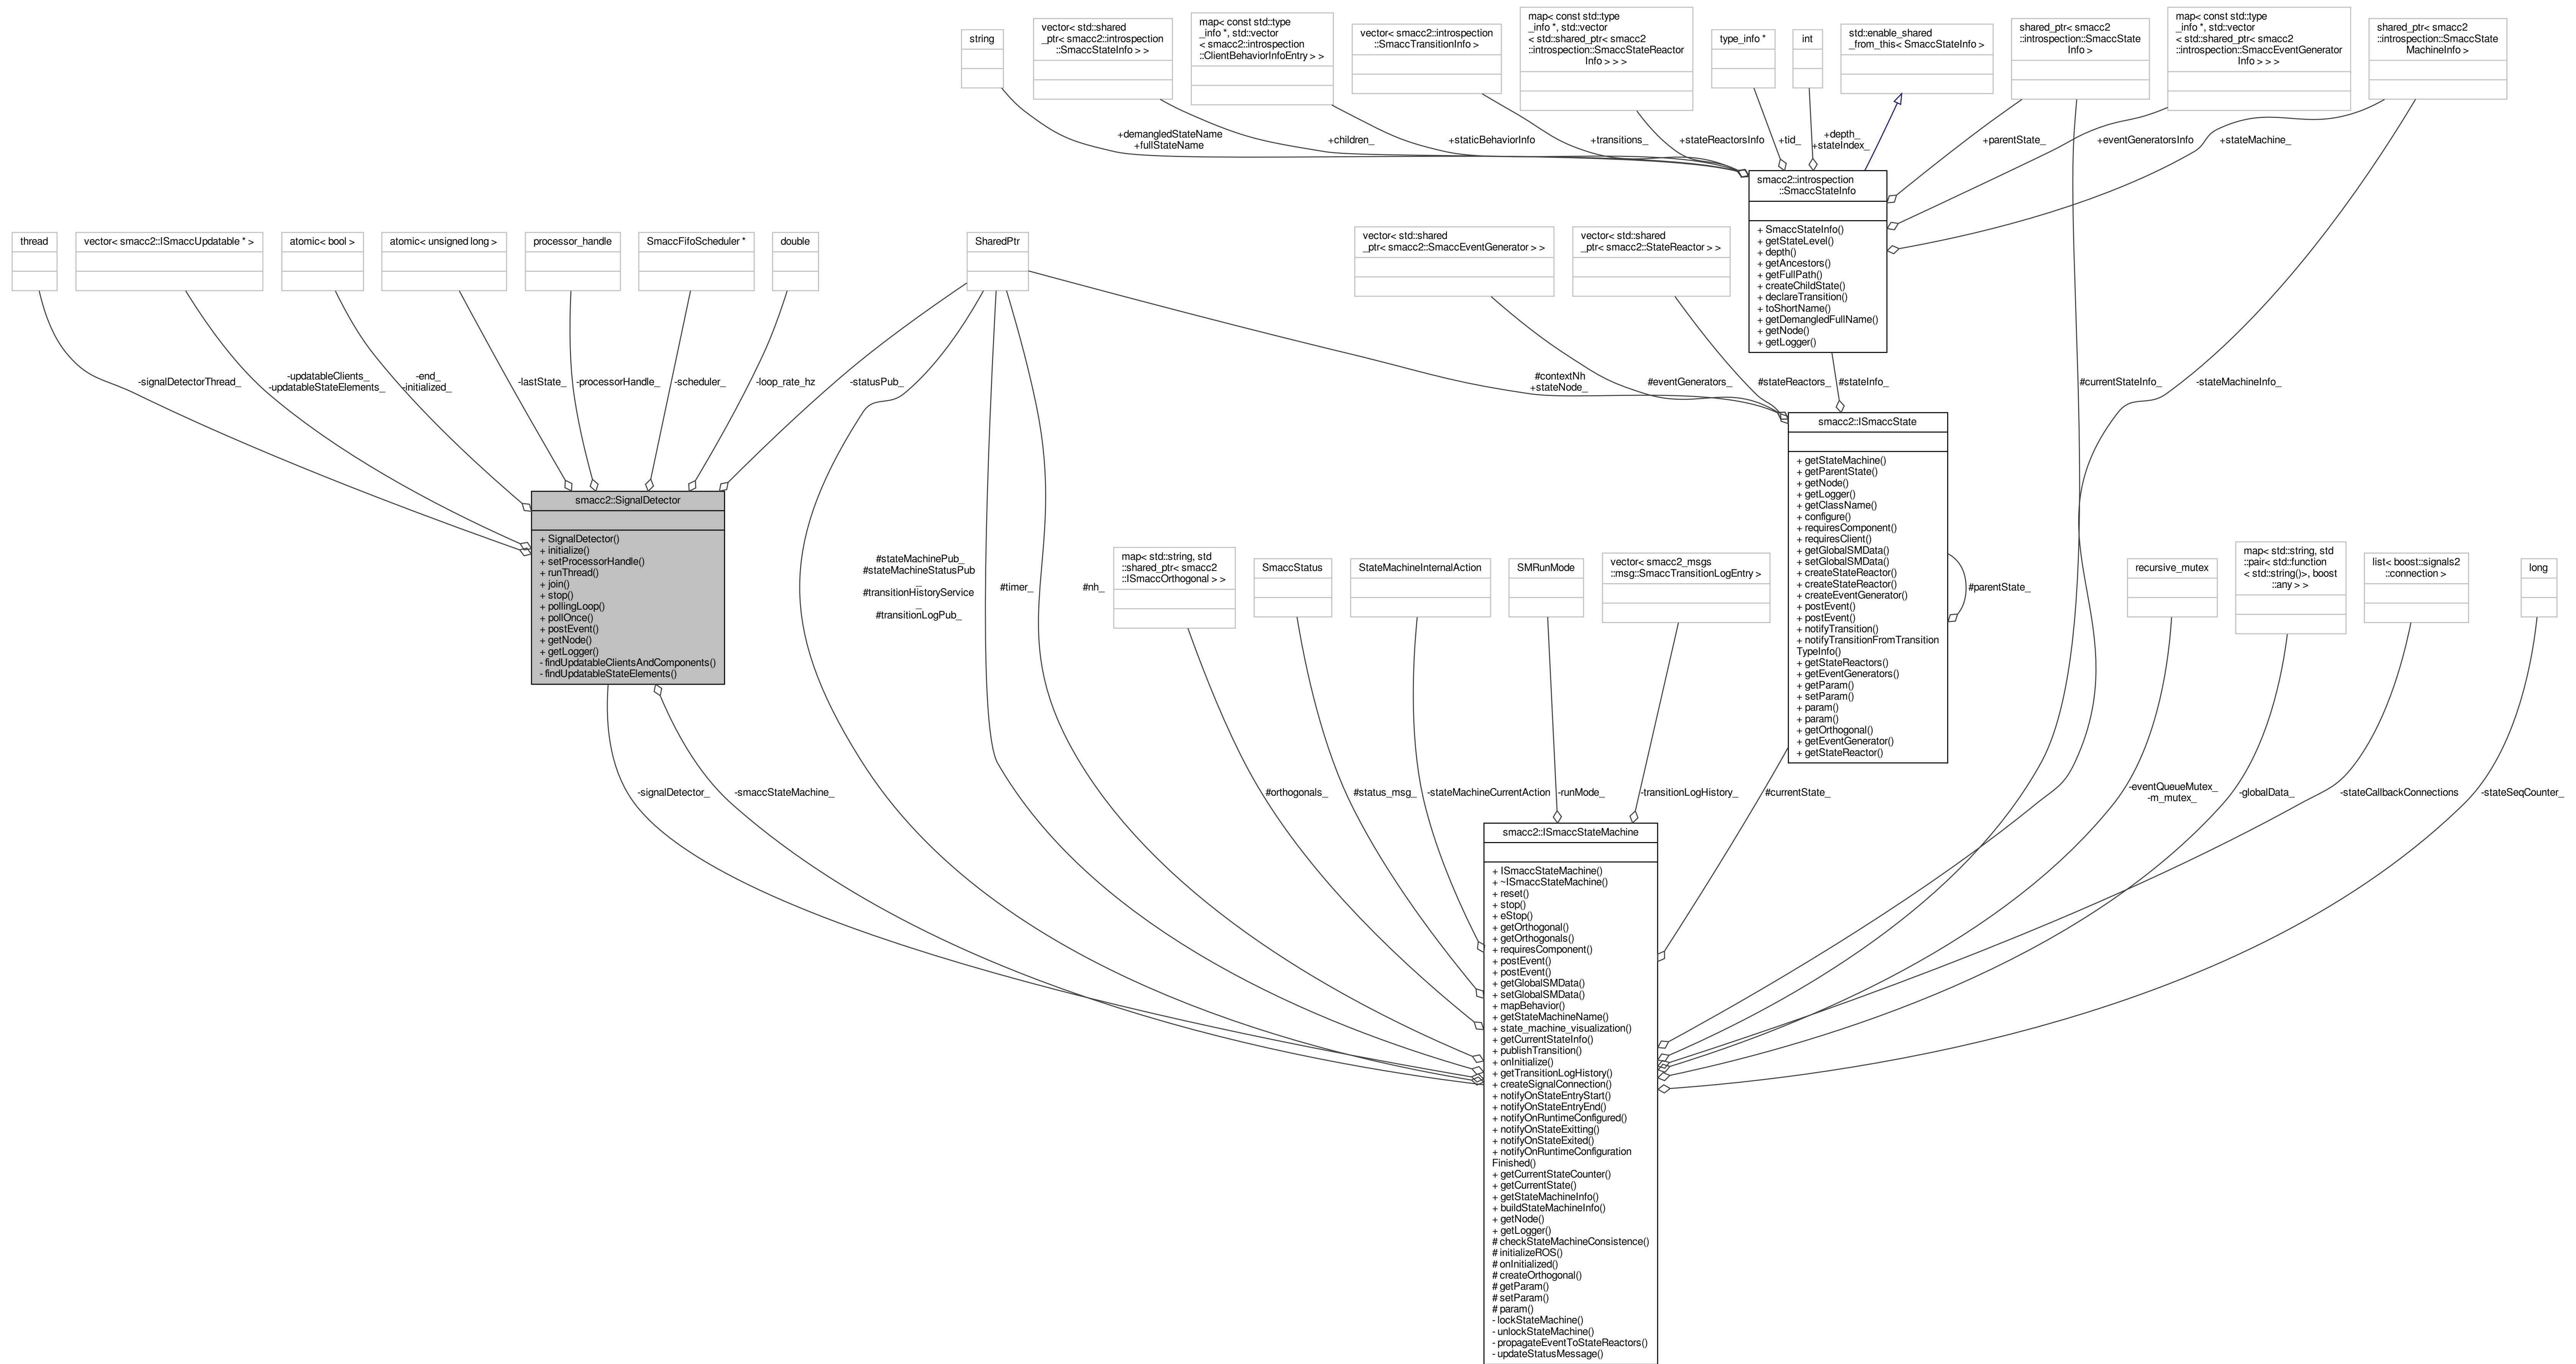 string
vector< std::shared
_ptr< smacc2::introspection
::SmaccStateInfo > >
map< const std::type
_info *, std::vector
< smacc2::introspection
::ClientBehaviorInfoEntry > >
vector< smacc2::introspection
::SmaccTransitionInfo >
map< const std::type
_info *, std::vector
< std::shared_ptr< smacc2
::introspection::SmaccStateReactor
Info > > >
type_info *
int
std::enable_shared
_from_this< SmaccStateInfo >
shared_ptr< smacc2
::introspection::SmaccState
Info >
map< const std::type
_info *, std::vector
< std::shared_ptr< smacc2
::introspection::SmaccEventGenerator
Info > > >
shared_ptr< smacc2
::introspection::SmaccState
MachineInfo >
+demangledStateName
+fullStateName
+children_
+staticBehaviorInfo
+transitions_
+stateReactorsInfo
+tid_
+depth_
+stateIndex_
+parentState_
+eventGeneratorsInfo
+stateMachine_
smacc2::introspection
::SmaccStateInfo
+ SmaccStateInfo()
+ getStateLevel()
+ depth()
+ getAncestors()
+ getFullPath()
+ createChildState()
+ declareTransition()
+ toShortName()
+ getDemangledFullName()
+ getNode()
+ getLogger()
thread
vector< smacc2::ISmaccUpdatable * >
atomic< bool >
atomic< unsigned long >
processor_handle
SmaccFifoScheduler *
double
SharedPtr
vector< std::shared
_ptr< smacc2::SmaccEventGenerator > >
vector< std::shared
_ptr< smacc2::StateReactor > >
-signalDetectorThread_
-updatableClients_
-updatableStateElements_
-end_
-initialized_
-lastState_
-processorHandle_
-scheduler_
-loop_rate_hz
-statusPub_
#contextNh
+stateNode_
#eventGenerators_
#stateReactors_
#stateInfo_
#currentStateInfo_
-stateMachineInfo_
smacc2::ISmaccState
+ getStateMachine()
+ getParentState()
+ getNode()
+ getLogger()
+ getClassName()
+ configure()
+ requiresComponent()
+ requiresClient()
+ getGlobalSMData()
+ setGlobalSMData()
+ createStateReactor()
+ createStateReactor()
+ createEventGenerator()
+ postEvent()
+ postEvent()
+ notifyTransition()
+ notifyTransitionFromTransition
TypeInfo()
+ getStateReactors()
+ getEventGenerators()
+ getParam()
+ setParam()
+ param()
+ param()
+ getOrthogonal()
+ getEventGenerator()
+ getStateReactor()
#parentState_
smacc2::SignalDetector
+ SignalDetector()
+ initialize()
+ setProcessorHandle()
+ runThread()
+ join()
+ stop()
+ pollingLoop()
+ pollOnce()
+ postEvent()
+ getNode()
+ getLogger()
- findUpdatableClientsAndComponents()
- findUpdatableStateElements()
#stateMachinePub_
#stateMachineStatusPub
_
#transitionHistoryService
_
#transitionLogPub_
#timer_
#nh_
map< std::string, std
::shared_ptr< smacc2
::ISmaccOrthogonal > >
SmaccStatus
StateMachineInternalAction
SMRunMode
vector< smacc2_msgs
::msg::SmaccTransitionLogEntry >
recursive_mutex
map< std::string, std
::pair< std::function
< std::string()>, boost
::any > >
list< boost::signals2
::connection >
long
-signalDetector_
-smaccStateMachine_
#orthogonals_
#status_msg_
-stateMachineCurrentAction
-runMode_
-transitionLogHistory_
#currentState_
-eventQueueMutex_
-m_mutex_
-globalData_
-stateCallbackConnections
-stateSeqCounter_
smacc2::ISmaccStateMachine
+ ISmaccStateMachine()
+ ~ISmaccStateMachine()
+ reset()
+ stop()
+ eStop()
+ getOrthogonal()
+ getOrthogonals()
+ requiresComponent()
+ postEvent()
+ postEvent()
+ getGlobalSMData()
+ setGlobalSMData()
+ mapBehavior()
+ getStateMachineName()
+ state_machine_visualization()
+ getCurrentStateInfo()
+ publishTransition()
+ onInitialize()
+ getTransitionLogHistory()
+ createSignalConnection()
+ notifyOnStateEntryStart()
+ notifyOnStateEntryEnd()
+ notifyOnRuntimeConfigured()
+ notifyOnStateExitting()
+ notifyOnStateExited()
+ notifyOnRuntimeConfiguration
Finished()
+ getCurrentStateCounter()
+ getCurrentState()
+ getStateMachineInfo()
+ buildStateMachineInfo()
+ getNode()
+ getLogger()
# checkStateMachineConsistence()
# initializeROS()
# onInitialized()
# createOrthogonal()
# getParam()
# setParam()
# param()
- lockStateMachine()
- unlockStateMachine()
- propagateEventToStateReactors()
- updateStatusMessage()